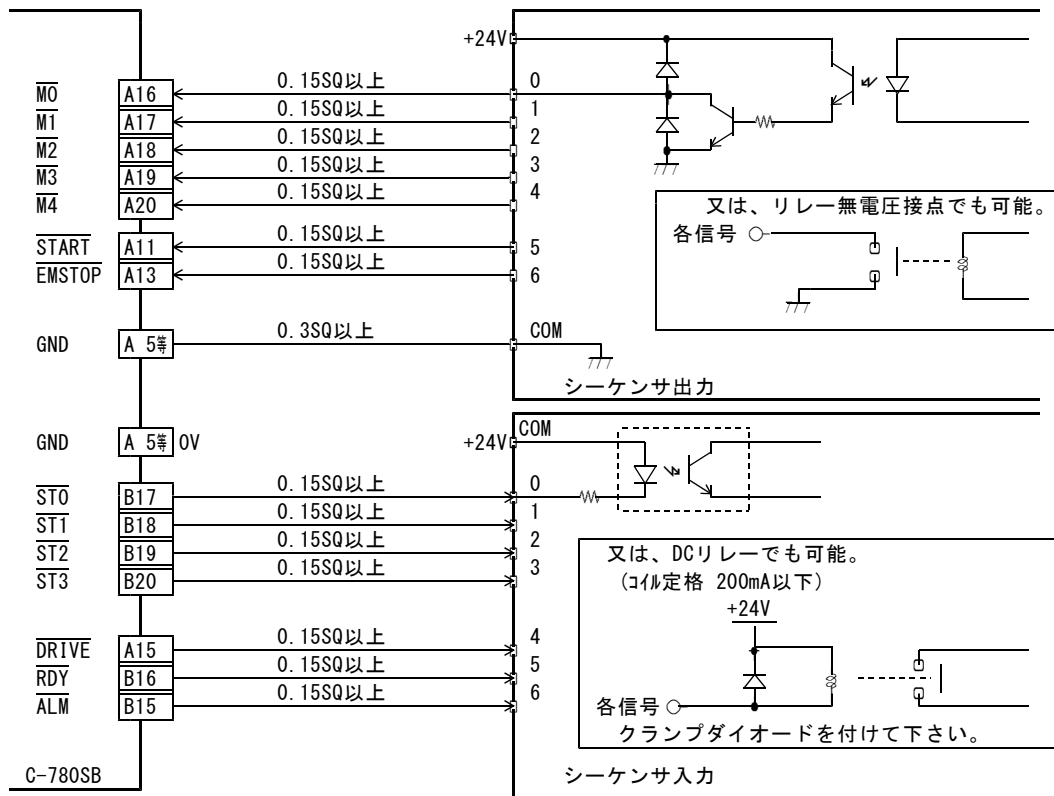 +24V
M0 A16 0.15SQ以上 0
M1 A17 0.15SQ以上 1
M2 A18 0.15SQ以上 2
M3 A19 0.15SQ以上 3
M4 A20 0.15SQ以上 4
又は、リレー無電圧接点でも可能。
各信号
START A11 0.15SQ以上 5
EMSTOP A13 0.15SQ以上 6
GND A 5等 0.3SQ以上 COM
シーケンサ出力
GND A 5等 0V +24V COM
ST0 B17 0.15SQ以上 0
ST1 B18 0.15SQ以上 1
ST2 B19 0.15SQ以上 2
ST3 B20 0.15SQ以上 3
又は、DCリレーでも可能。
(コイル定格 200mA以下)
+24V
DRIVE A15 0.15SQ以上 4
RDY B16 0.15SQ以上 5
ALM B15 0.15SQ以上 6
各信号
クランプダイオードを付けて下さい。
C-780SB
シーケンサ入力